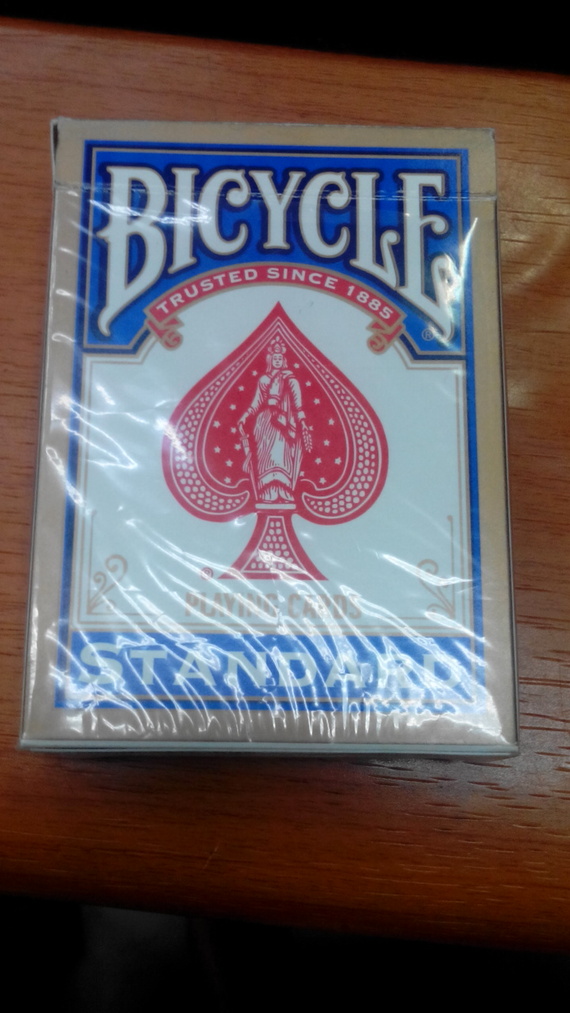 BICYCLE
TRUSTED SINCE 1885
®
®
PLAYING CARDS
STANDARD